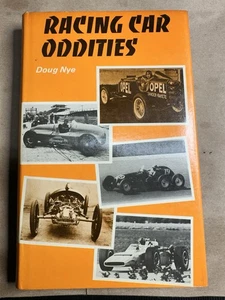 RACING CAR
ODDITIES
Doug Nye
OPEL
OPEL